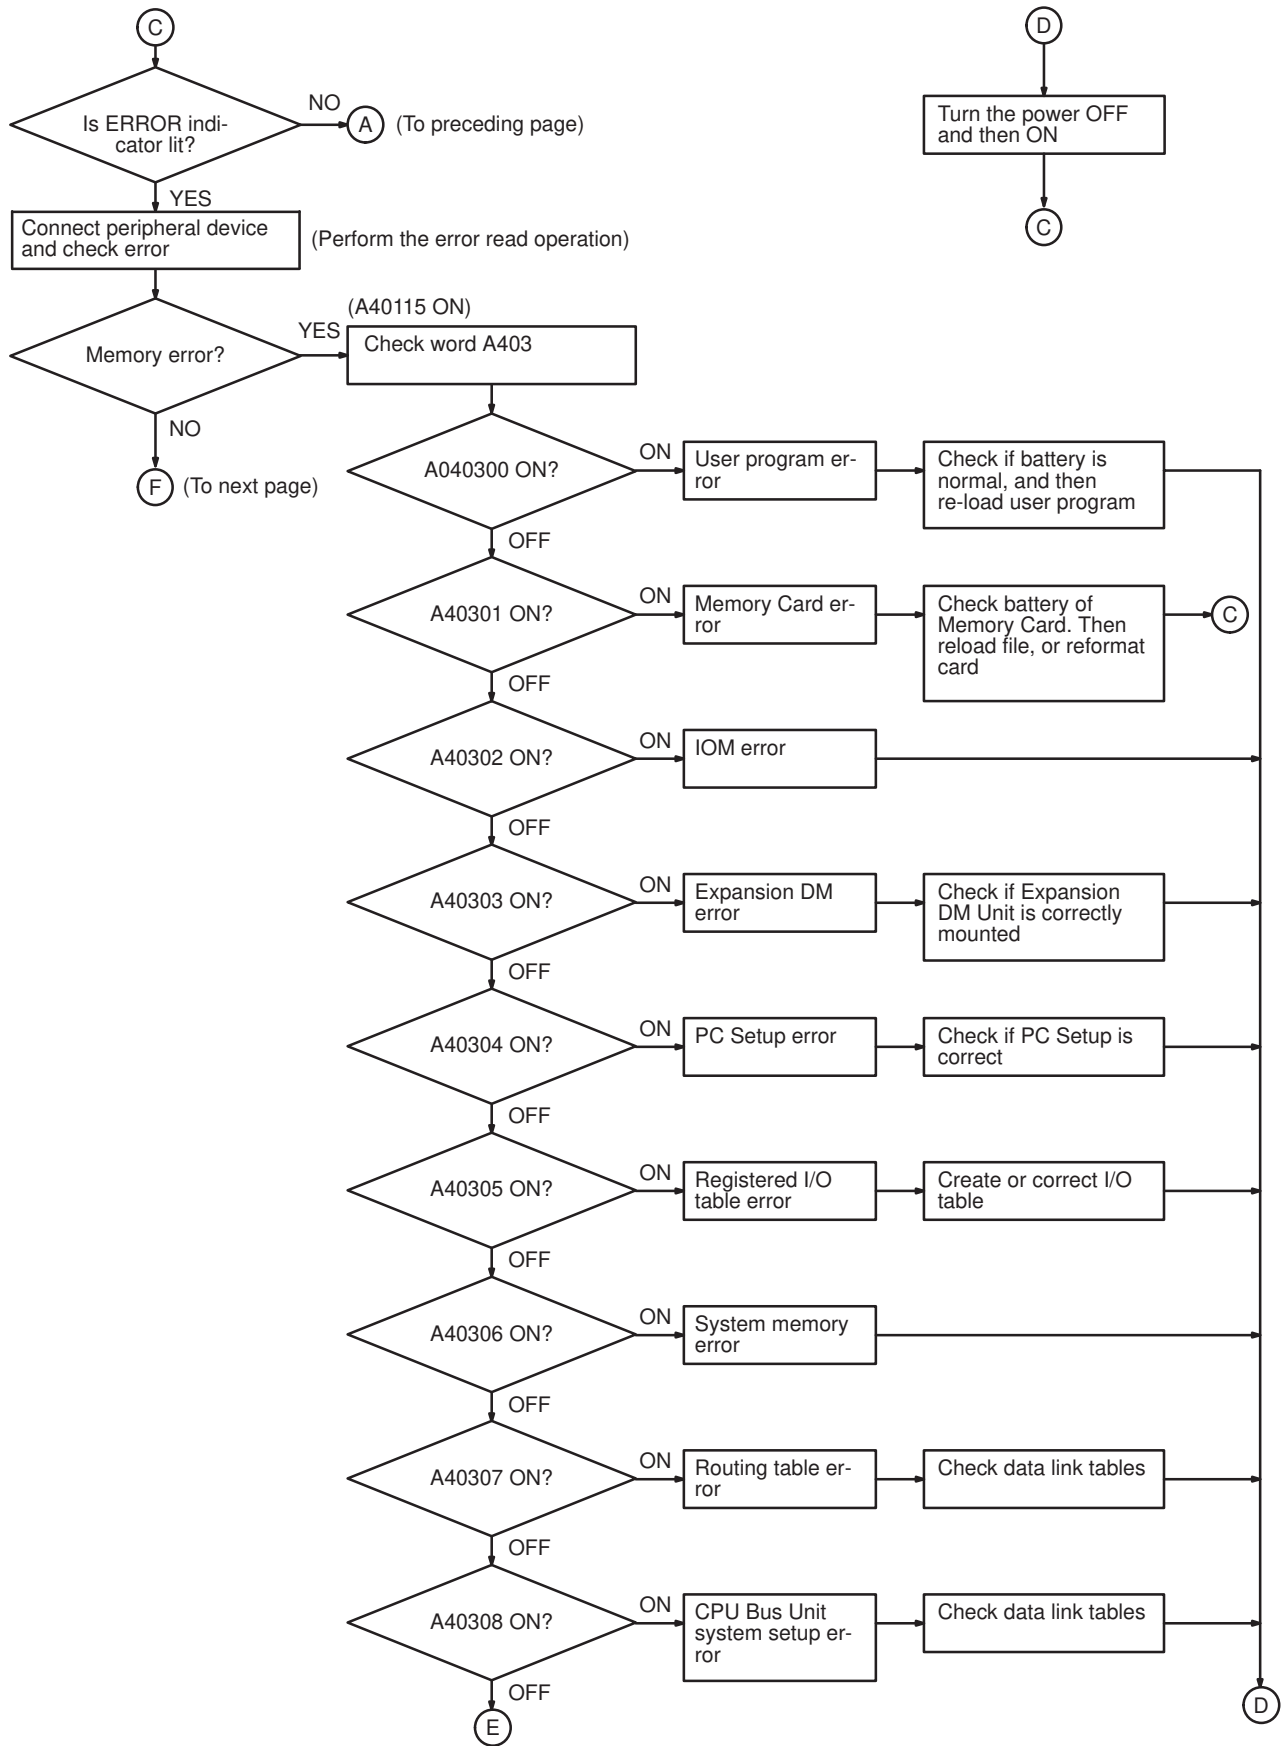 C
D
Is ERROR indi-
cator lit?
NO
A
(To preceding page)
Turn the power OFF
and then ON
YES
Connect peripheral device
and check error
(Perform the error read operation)
C
Memory error?
YES
(A40115 ON)
Check word A403
NO
F
(To next page)
A040300 ON?
ON
User program er-
ror
Check if battery is
normal, and then
re-load user program
OFF
A40301 ON?
ON
Memory Card er-
ror
Check battery of
Memory Card. Then
reload file, or reformat
card
C
OFF
A40302 ON?
ON
IOM error
OFF
A40303 ON?
ON
Expansion DM
error
Check if Expansion
DM Unit is correctly
mounted
OFF
A40304 ON?
ON
PC Setup error
Check if PC Setup is
correct
OFF
A40305 ON?
ON
Registered I/O
table error
Create or correct I/O
table
OFF
A40306 ON?
ON
System memory
error
OFF
A40307 ON?
ON
Routing table er-
ror
Check data link tables
OFF
A40308 ON?
ON
CPU Bus Unit
system setup er-
ror
Check data link tables
OFF
E
D